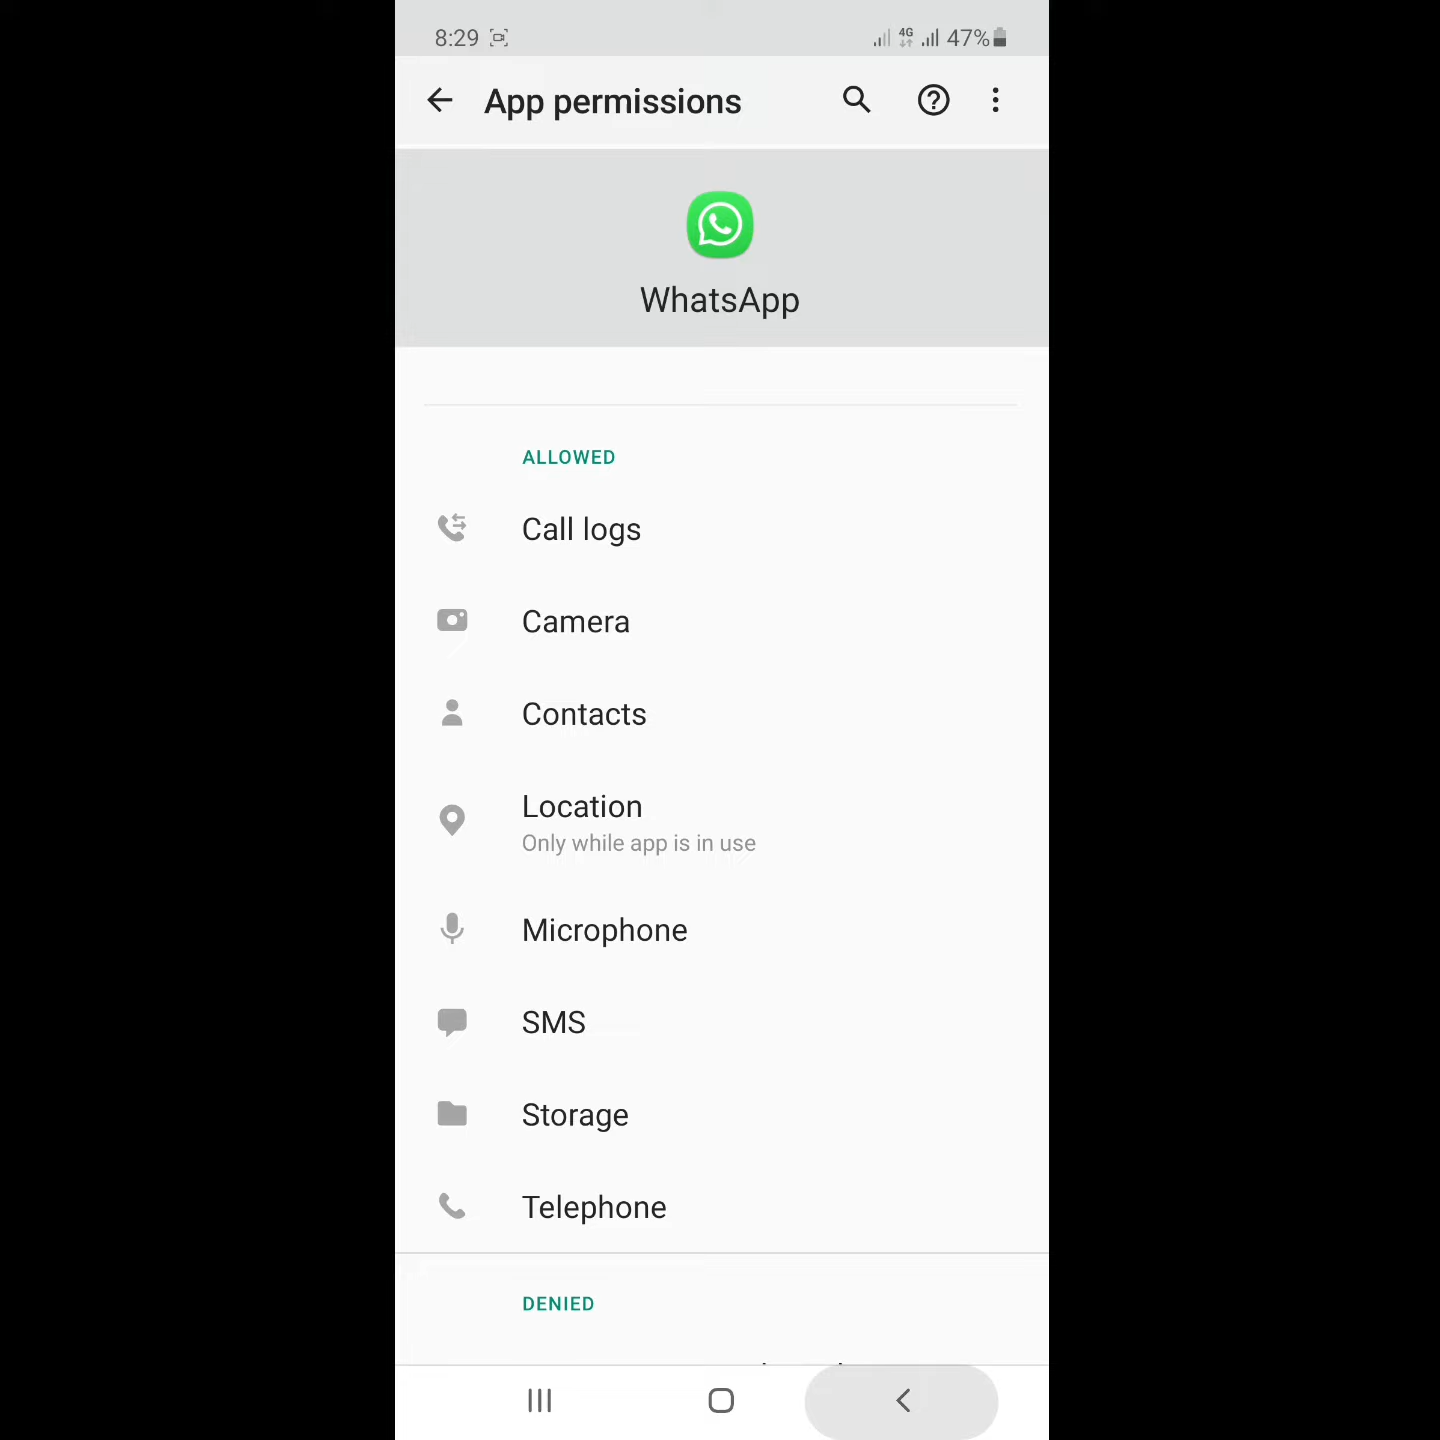 8:29 4G 47%
App permissions
WhatsApp
ALLOWED
Call logs
Camera
Contacts
Location
Only while app is in use
Microphone
SMS
Storage
Telephone
DENIED